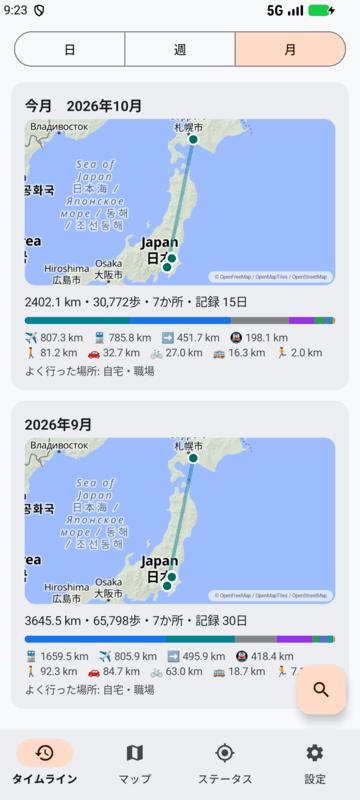 9:23 5G
日 週 月
今月 2026年10月
Владивосток
札幌市
Sea of
Japan
日本海 /
공화국
Японское
море / 동해
/ 조선동해
rea
Japan
日本
Osaka
Hiroshima
大阪市
広島市
© OpenFreeMap / OpenMapTiles / OpenStreetMap
2402.1 km・30,772歩・7か所・記録 15日
807.3 km 785.8 km 451.7 km 198.1 km
81.2 km 32.7 km 27.0 km 16.3 km 2.0 km
よく行った場所: 自宅・職場
2026年9月
Владивосток
札幌市
Sea of
Japan
日本海 /
공화국
Японское
море / 동해
/ 조선동해
rea
Japan
Osaka
Hiroshima
大阪市
広島市
© OpenFreeMap / OpenMapTiles / OpenStreetMap
3645.5 km・65,798歩・7か所・記録 30日
1659.5 km 805.9 km 495.9 km 418.4 km
92.3 km 84.7 km 63.0 km 18.7 km
よく行った場所: 自宅・職場
タイムライン マップ ステータス 設定